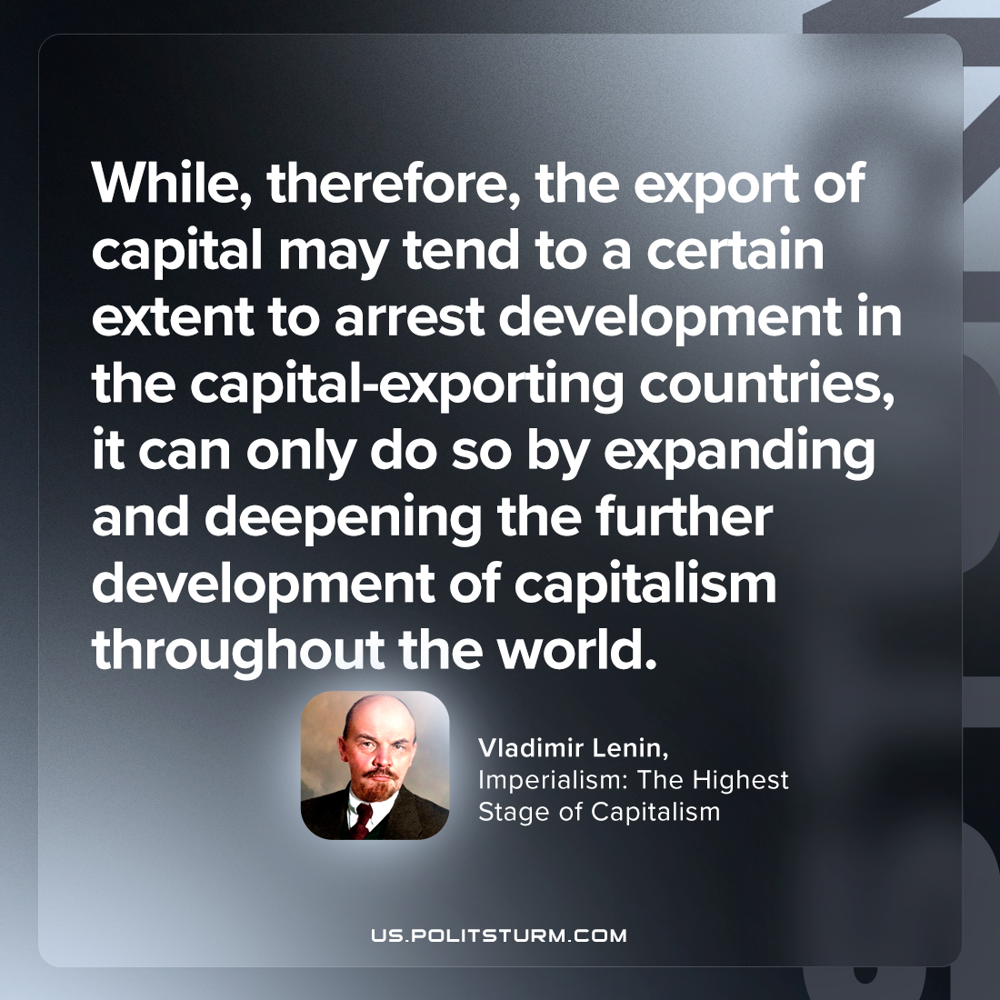 While, therefore, the export of
capital may tend to a certain
extent to arrest development in
the capital-exporting countries,
it can only do so by expanding
and deepening the further
development of capitalism
throughout the world.
Vladimir Lenin,
Imperialism: The Highest
Stage of Capitalism
US.POLITSTURM.COM